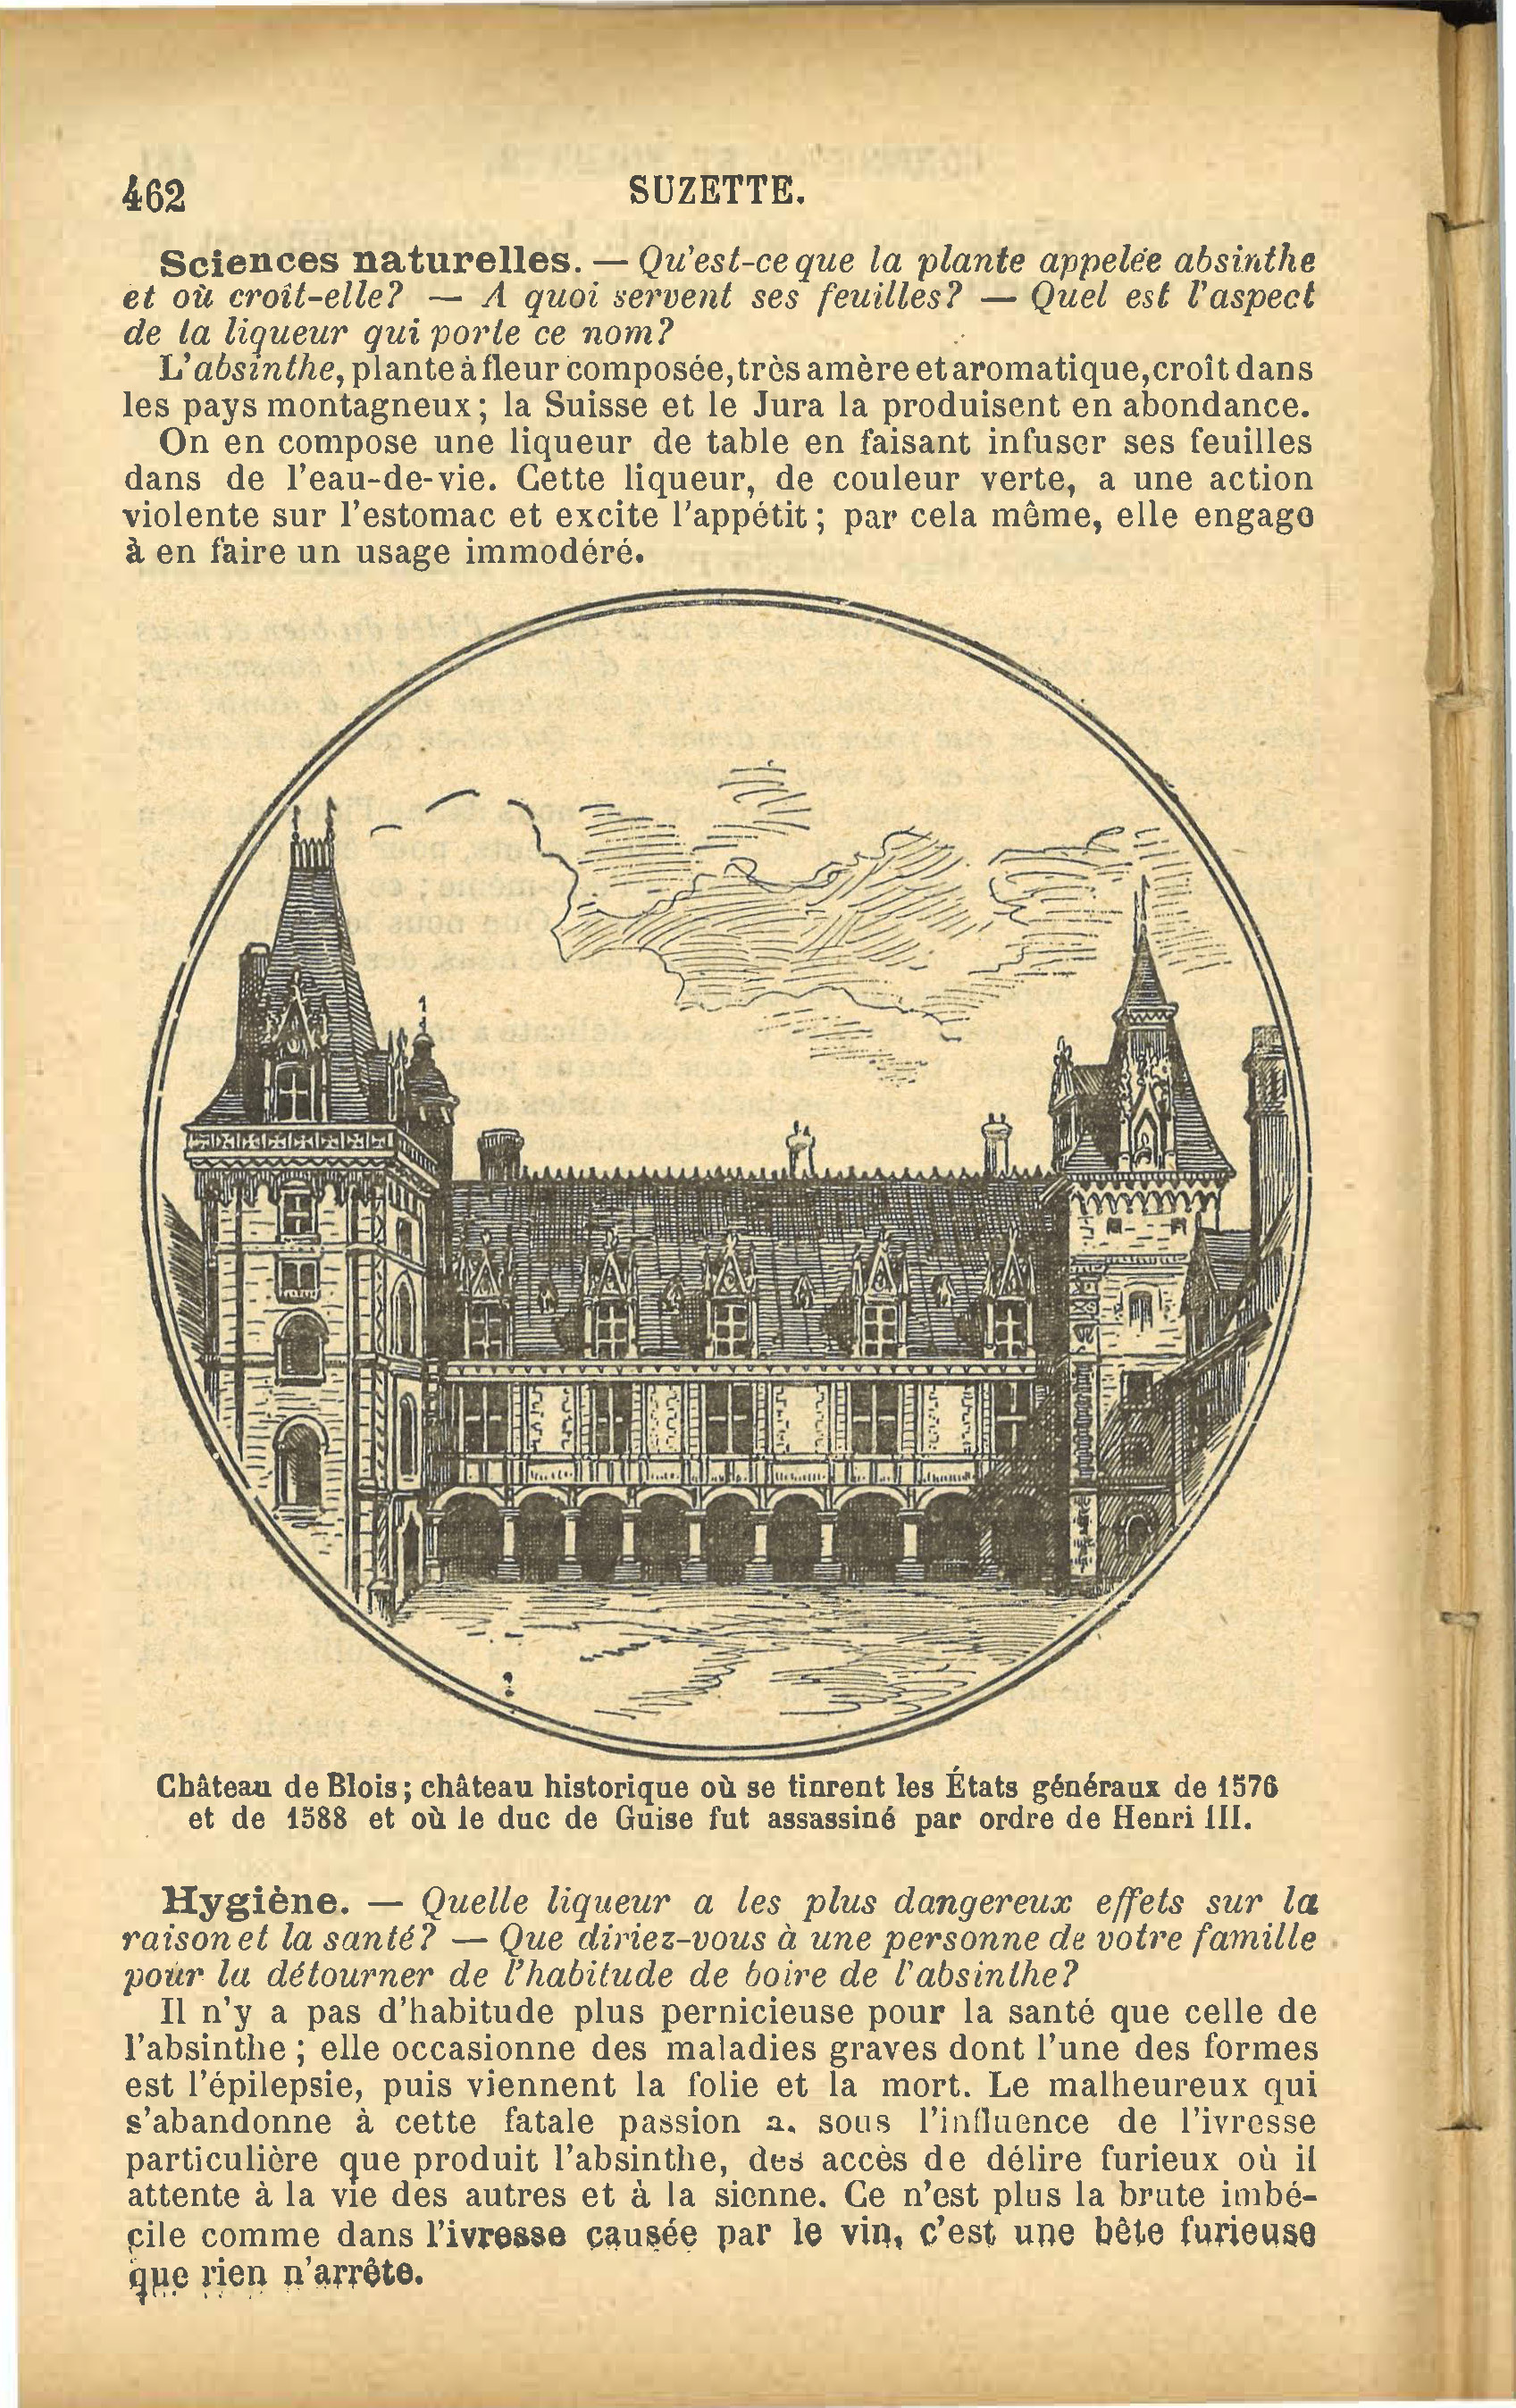 462
SUZETTE.
Sciences naturelles. — Qu'est-ce que la plante appelée absinthe
et où croît-elle? — A quoi servent ses feuilles? — Quel est l'aspect
de la liqueur qui porte ce nom?
L'absinthe, plante à fleur composée, très amère et aromatique, croît dans
les pays montagneux; la Suisse et le Jura la produisent en abondance.
On en compose une liqueur de table en faisant infuser ses feuilles
dans de l'eau-de-vie. Cette liqueur, de couleur verte, a une action
violente sur l'estomac et excite l'appétit; par cela même, elle engage
à en faire un usage immodéré.
Château de Blois; château historique où se tinrent les États généraux de 1576
et de 1588 et où le duc de Guise fut assassiné par ordre de Henri III.
Hygiène. — Quelle liqueur a les plus dangereux effets sur la
raison et la santé? — Que diriez-vous à une personne de votre famille
pour la détourner de l'habitude de boire de l'absinthe?
Il n'y a pas d'habitude plus pernicieuse pour la santé que celle de
l'absinthe; elle occasionne des maladies graves dont l'une des formes
est l'épilepsie, puis viennent la folie et la mort. Le malheureux qui
s'abandonne à cette fatale passion a, sous l'influence de l'ivresse
particulière que produit l'absinthe, des accès de délire furieux où il
attente à la vie des autres et à la sienne. Ce n'est plus la brute imbé-
cile comme dans l'ivresse causée par le vin, c'est une bête furieuse
que rien n'arrête.